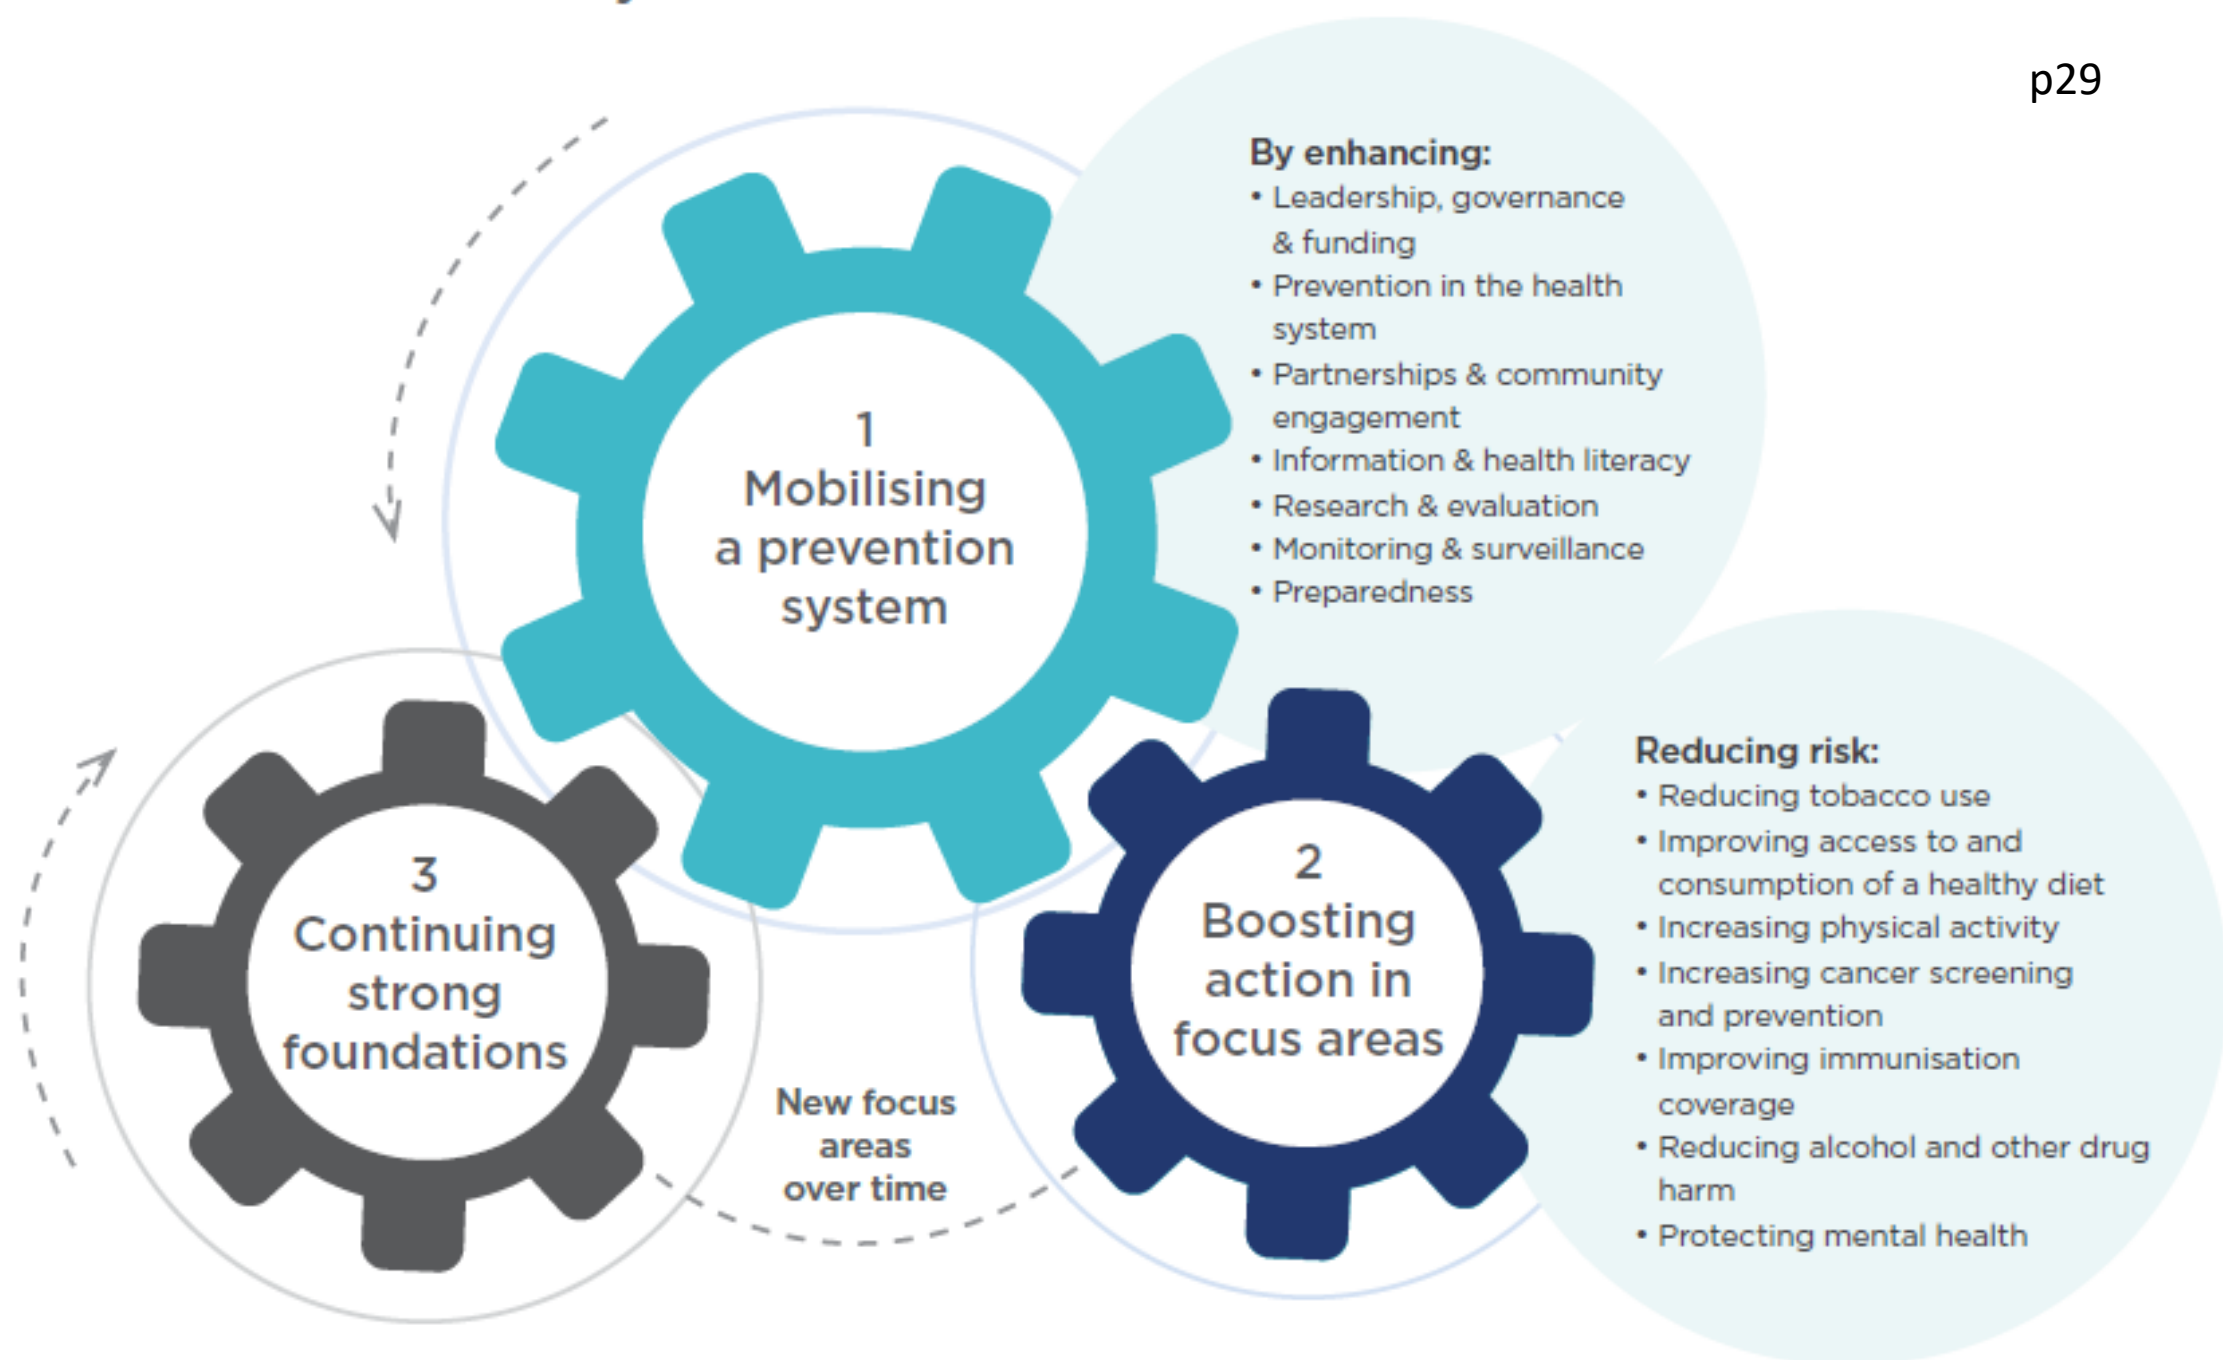 p29
1
Mobilising
a prevention
system
By enhancing:
• Leadership, governance
& funding
• Prevention in the health
system
• Partnerships & community
engagement
• Information & health literacy
• Research & evaluation
• Monitoring & surveillance
• Preparedness
2
Boosting
action in
focus areas
Reducing risk:
• Reducing tobacco use
• Improving access to and
consumption of a healthy diet
• Increasing physical activity
• Increasing cancer screening
and prevention
• Improving immunisation
coverage
• Reducing alcohol and other drug
harm
• Protecting mental health
3
Continuing
strong
foundations
New focus
areas
over time